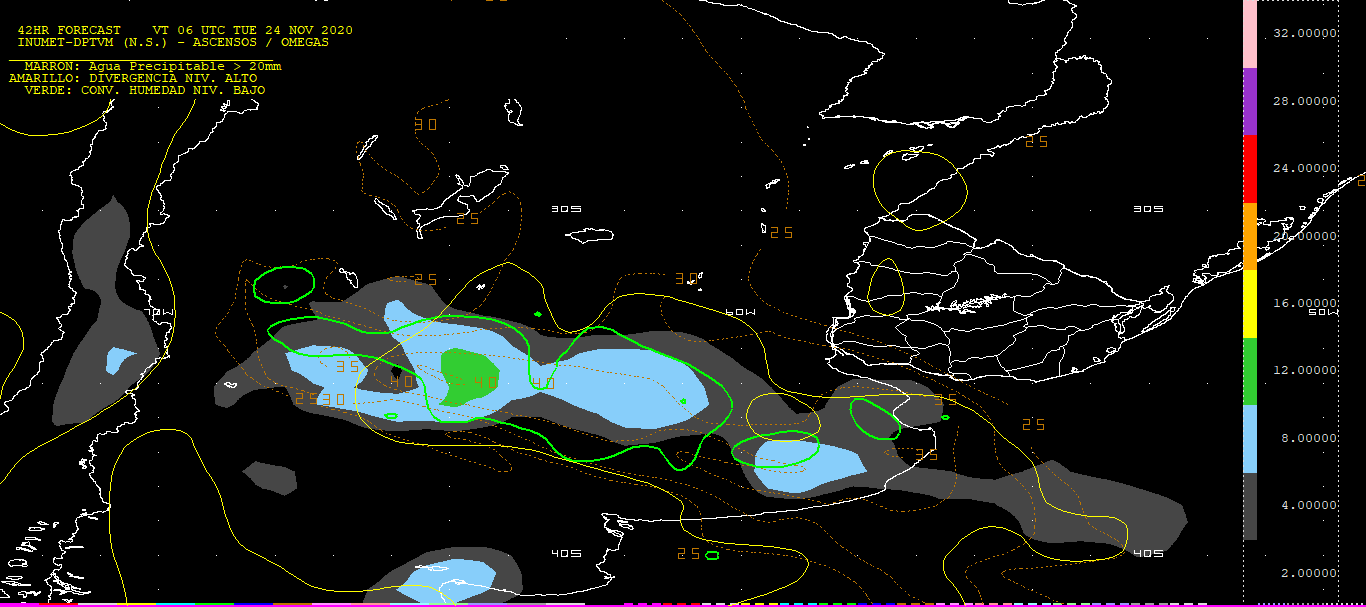 42HR FORECAST VT 06 UTC TUE 24 NOV 2020
INUMET-DPTVM (N.S.) - ASCENSOS / OMEGAS
MARRON: Agua Precipitable > 20mm
AMARILLO: DIVERGENCIA NIV. ALTO
VERDE: CONV. HUMEDAD NIV. BAJO
32.00000
28.00000
30
25
24.00000
30S
30S
25
25
20.00000
25
30
16.00000
70W
60W
50W
35
12.00000
40
40
40
25
30
35
25
8.00000
35
4.00000
40S
25
40S
2.00000